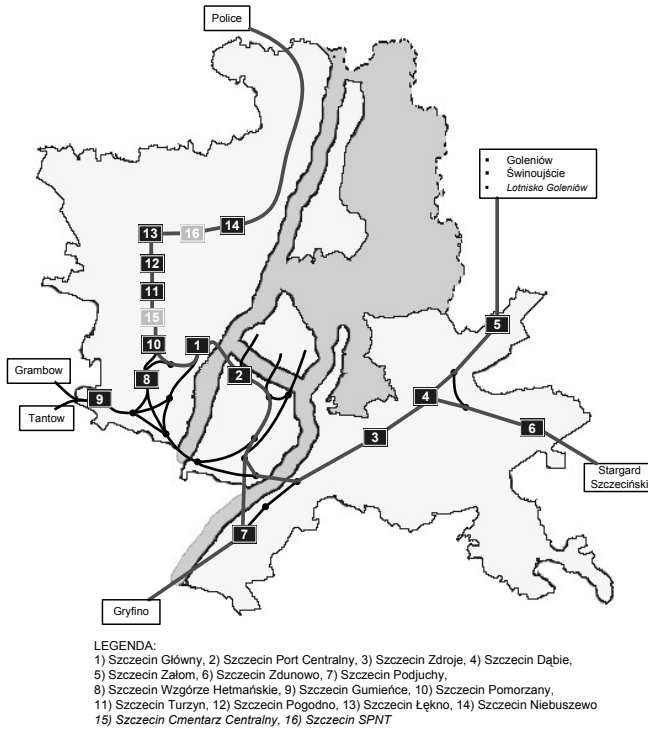 Police
Goleniów
Świnoujście
Lotnisko Goleniów
13
16
14
12
11
15
10
1
5
Grambow
8
2
9
4
Tantow
3
6
Stargard
Szczeciński
7
Gryfino
LEGENDA:
1) Szczecin Główny, 2) Szczecin Port Centralny, 3) Szczecin Zdroje, 4) Szczecin Dąbie,
5) Szczecin Załom, 6) Szczecin Zdunowo, 7) Szczecin Podjuchy,
8) Szczecin Wzgórze Hetmańskie, 9) Szczecin Gumieńce, 10) Szczecin Pomorzany,
11) Szczecin Turzyn, 12) Szczecin Pogodno, 13) Szczecin Łękno, 14) Szczecin Niebuszewo
15) Szczecin Cmentarz Centralny, 16) Szczecin SPNT